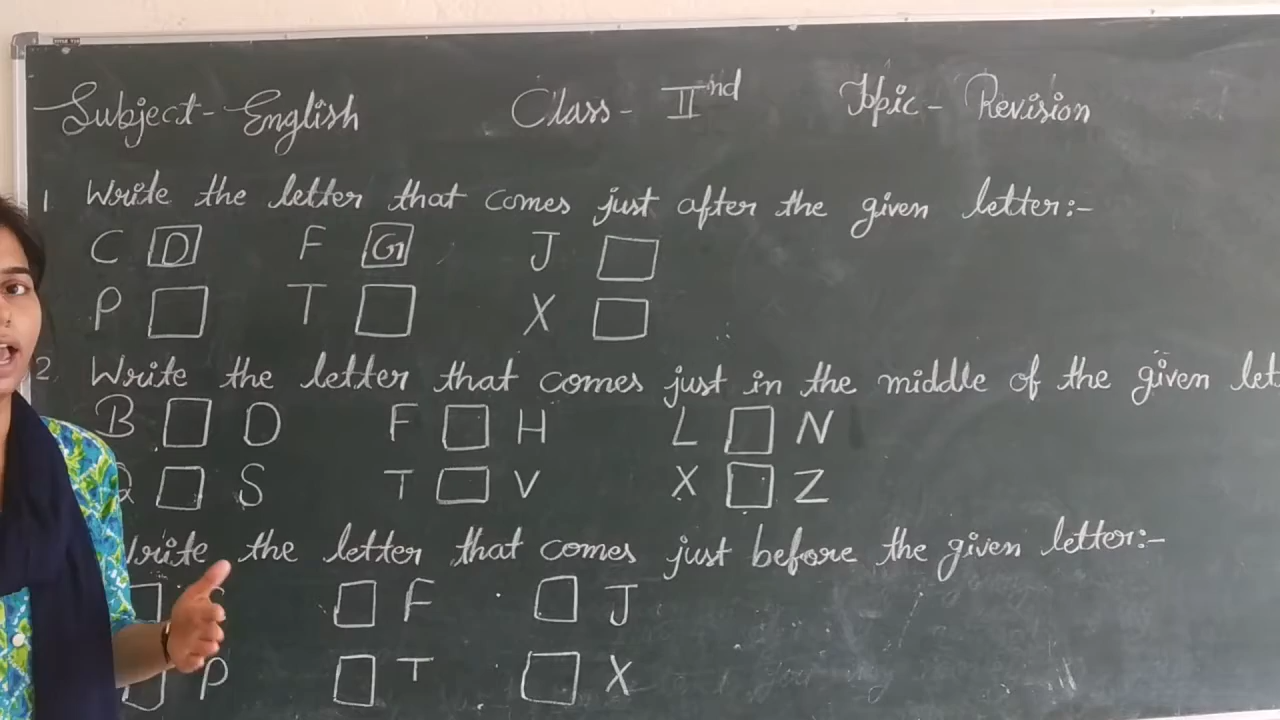 Subject - English Class - IInd Topic - Revision
1 Write the letter that comes just after the given letter:-
C D F G J
P T X
2. Write the letter that comes just in the middle of the given let
B D F H L N
Q S T V X Z
Write the letter that comes just before the given letter:-
F J
P T X